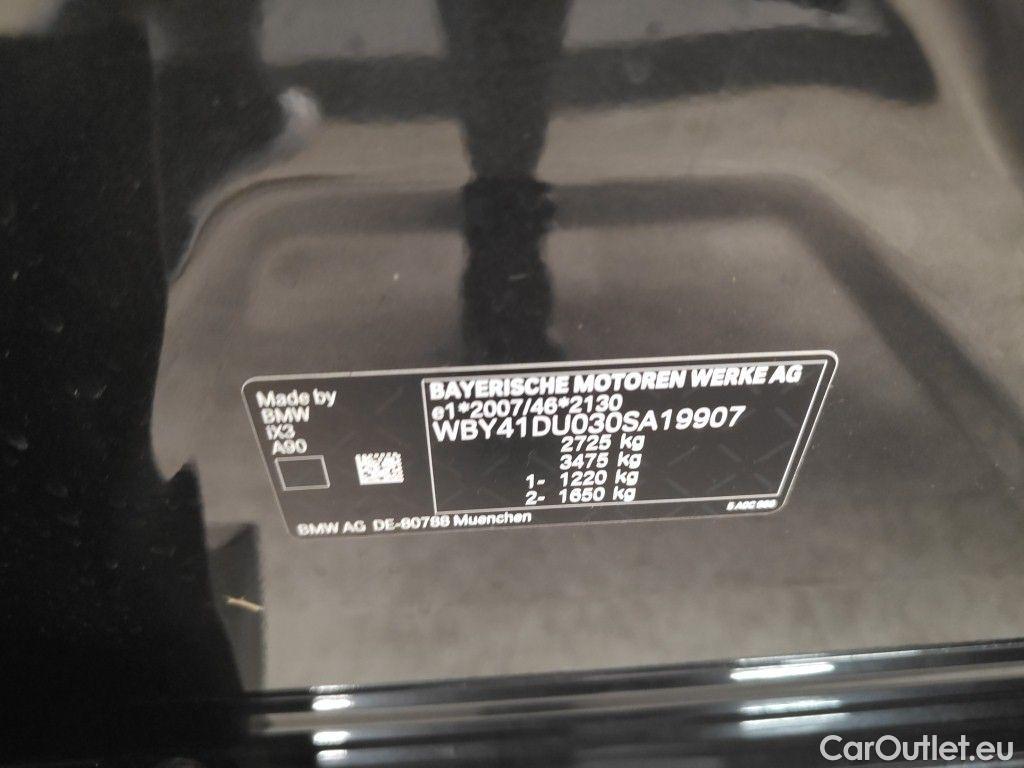 Made by
BMW
iX3
A90
BAYERISCHE MOTOREN WERKE AG
e1*2007/46*2130
WBY41DU030SA19907
2725 kg
3475 kg
1- 1220 kg
2- 1650 kg
BMW AG DE-80788 Muenchen
CarOutlet.eu